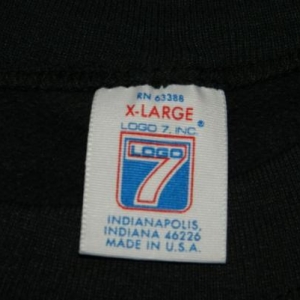 RN 63388
X-LARGE
LOGO 7, INC.®
LOGO
7
INDIANAPOLIS,
INDIANA 46226
MADE IN U.S.A.